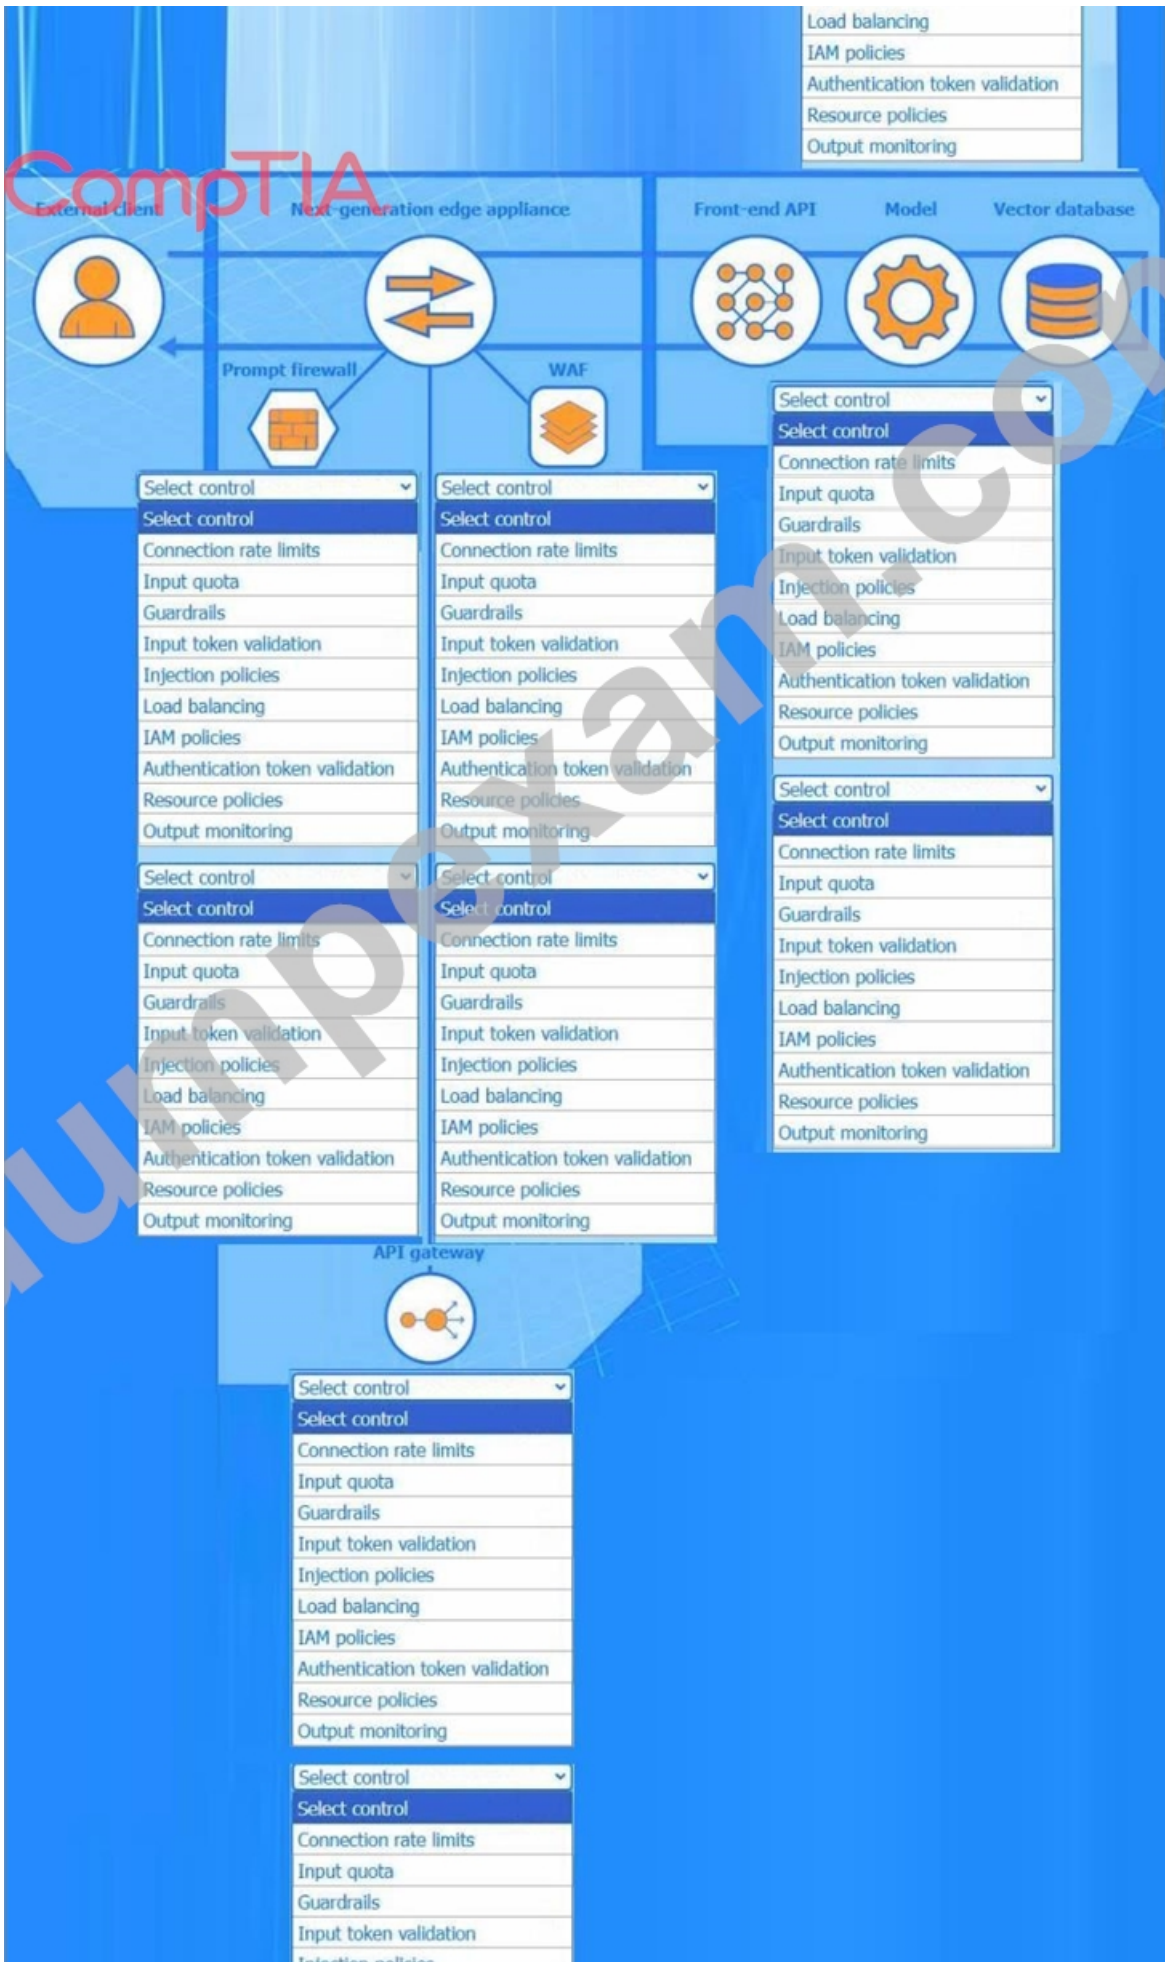 Load balancing
IAM policies
Authentication token validation
Resource policies
Output monitoring
CompTIA
External client
Next-generation edge appliance
Front-end API
Model
Vector database
Prompt firewall
WAF
Select control
Select control
Connection rate limits
Input quota
Guardrails
Input token validation
Injection policies
Load balancing
IAM policies
Authentication token validation
Resource policies
Output monitoring
Select control
Select control
Connection rate limits
Input quota
Guardrails
Input token validation
Injection policies
Load balancing
IAM policies
Authentication token validation
Resource policies
Output monitoring
Select control
Select control
Connection rate limits
Input quota
Guardrails
Input token validation
Injection policies
Load balancing
IAM policies
Authentication token validation
Resource policies
Output monitoring
Select control
Select control
Connection rate limits
Input quota
Guardrails
Input token validation
Injection policies
Load balancing
IAM policies
Authentication token validation
Resource policies
Output monitoring
Select control
Select control
Connection rate limits
Input quota
Guardrails
Input token validation
Injection policies
Load balancing
IAM policies
Authentication token validation
Resource policies
Output monitoring
Select control
Select control
Connection rate limits
Input quota
Guardrails
Input token validation
Injection policies
Load balancing
IAM policies
Authentication token validation
Resource policies
Output monitoring
API gateway
Select control
Select control
Connection rate limits
Input quota
Guardrails
Input token validation
Injection policies
Load balancing
IAM policies
Authentication token validation
Resource policies
Output monitoring
Select control
Select control
Connection rate limits
Input quota
Guardrails
Input token validation